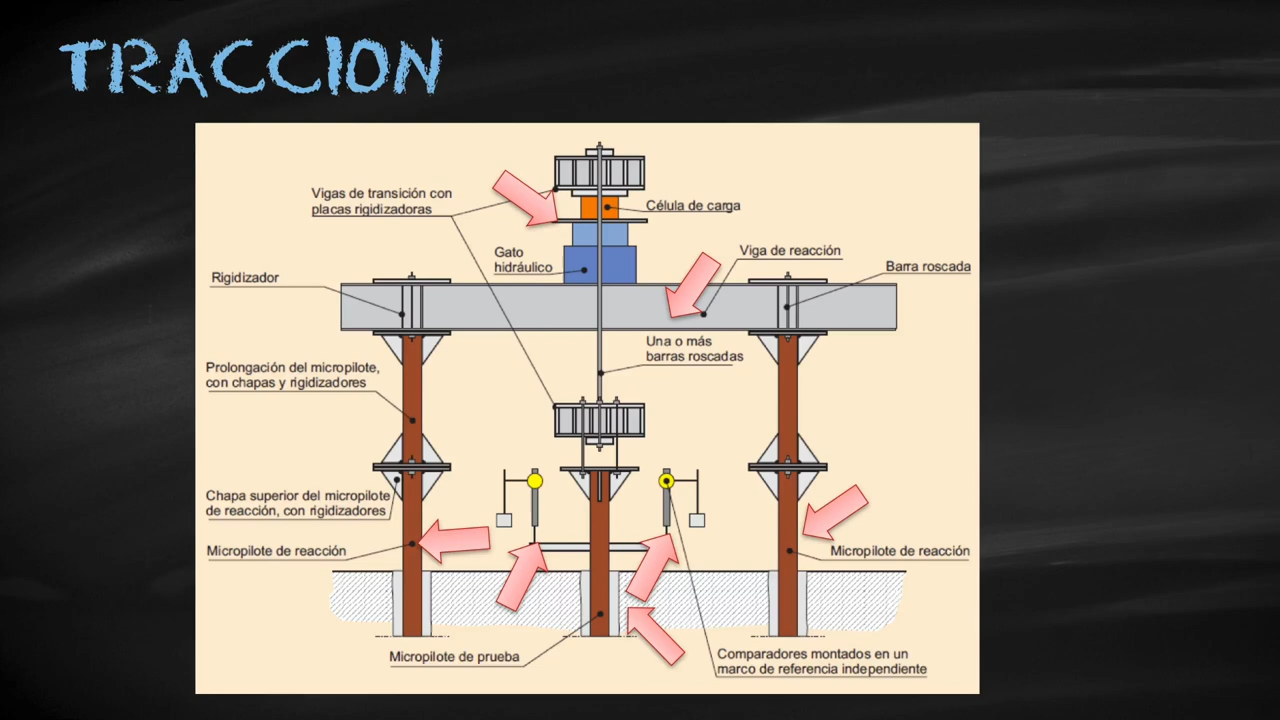 TRACCION
Vigas de transición con
placas rigidizadoras
Célula de carga
Gato
hidráulico
Viga de reacción
Barra roscada
Rigidizador
Una o más
barras roscadas
Prolongación del micropilote,
con chapas y rigidizadores
Chapa superior del micropilote
de reacción, con rigidizadores
Micropilote de reacción
Micropilote de reacción
Micropilote de prueba
Comparadores montados en un
marco de referencia independiente